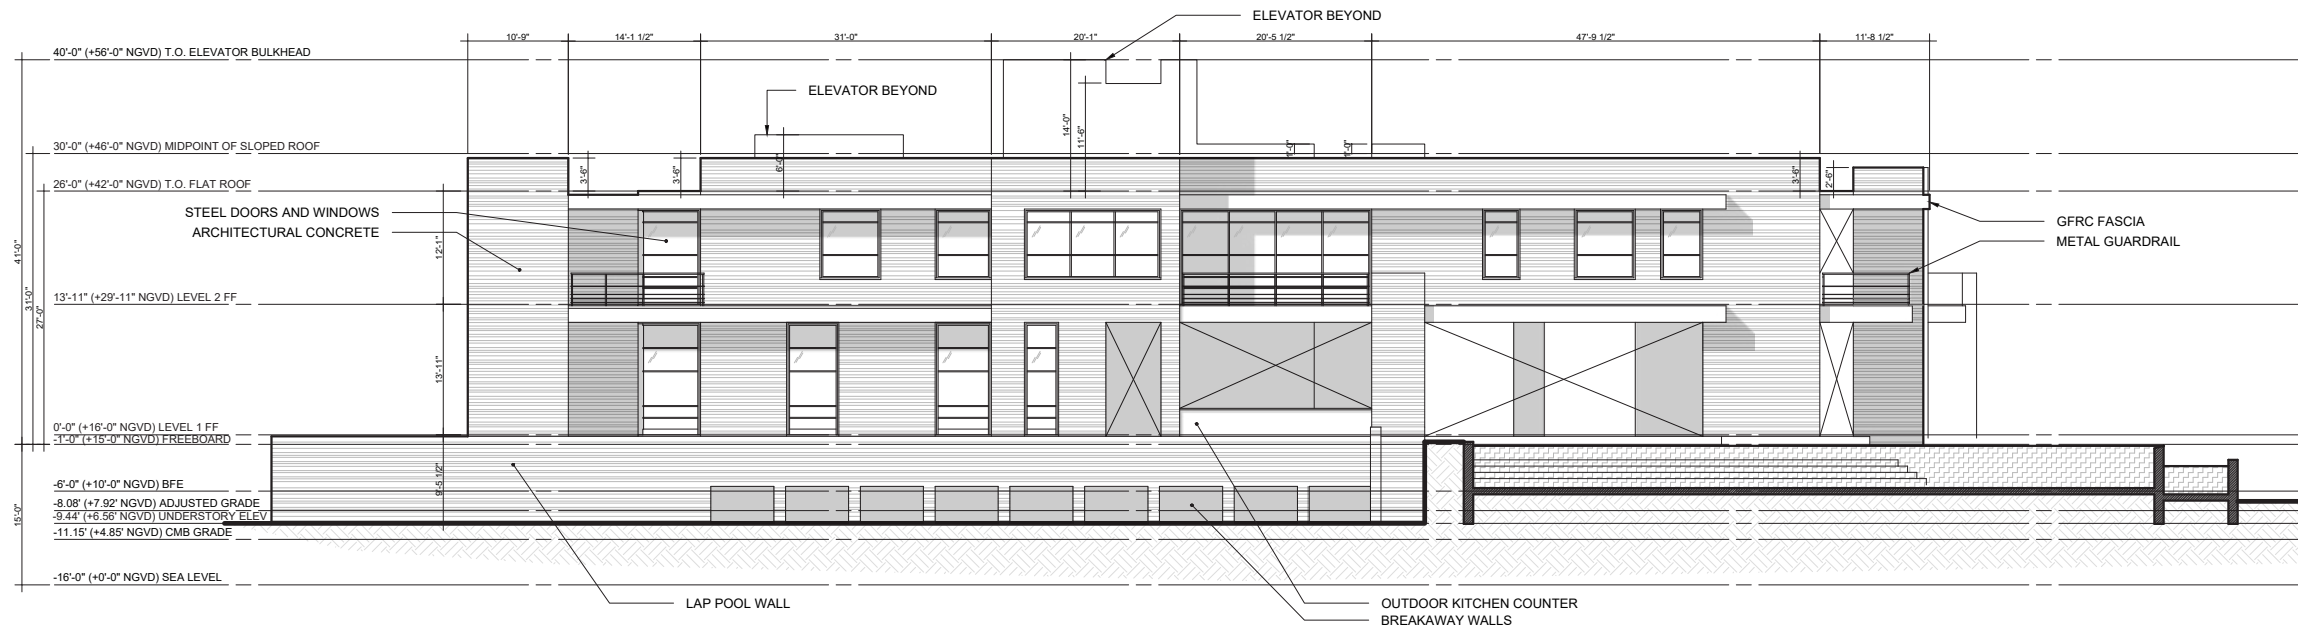 ELEVATOR BEYOND
10'-9"
14'-1 1/2"
31'-0"
20'-1"
20'-5 1/2"
47'-9 1/2"
11'-8 1/2"
40'-0" (+56'-0" NGVD) T.O. ELEVATOR BULKHEAD
ELEVATOR BEYOND
14'-0"
11'-6"
30'-0" (+46'-0" NGVD) MIDPOINT OF SLOPED ROOF
3'-6"
3'-6"
6'-0"
1'-0"
1'-0"
3'-6"
2'-6"
26'-0" (+42'-0" NGVD) T.O. FLAT ROOF
STEEL DOORS AND WINDOWS
ARCHITECTURAL CONCRETE
GFRC FASCIA
METAL GUARDRAIL
41'-0"
31'-0"
27'-0"
12'-1"
13'-11" (+29'-11" NGVD) LEVEL 2 FF
13'-11"
0'-0" (+16'-0" NGVD) LEVEL 1 FF
-1'-0" (+15'-0" NGVD) FREEBOARD
9'-5 1/2"
-6'-0" (+10'-0" NGVD) BFE
-8.08' (+7.92' NGVD) ADJUSTED GRADE
-9.44' (+6.56' NGVD) UNDERSTORY ELEV
15'-0"
-11.15' (+4.85' NGVD) CMB GRADE
-16'-0" (+0'-0" NGVD) SEA LEVEL
LAP POOL WALL
OUTDOOR KITCHEN COUNTER
BREAKAWAY WALLS